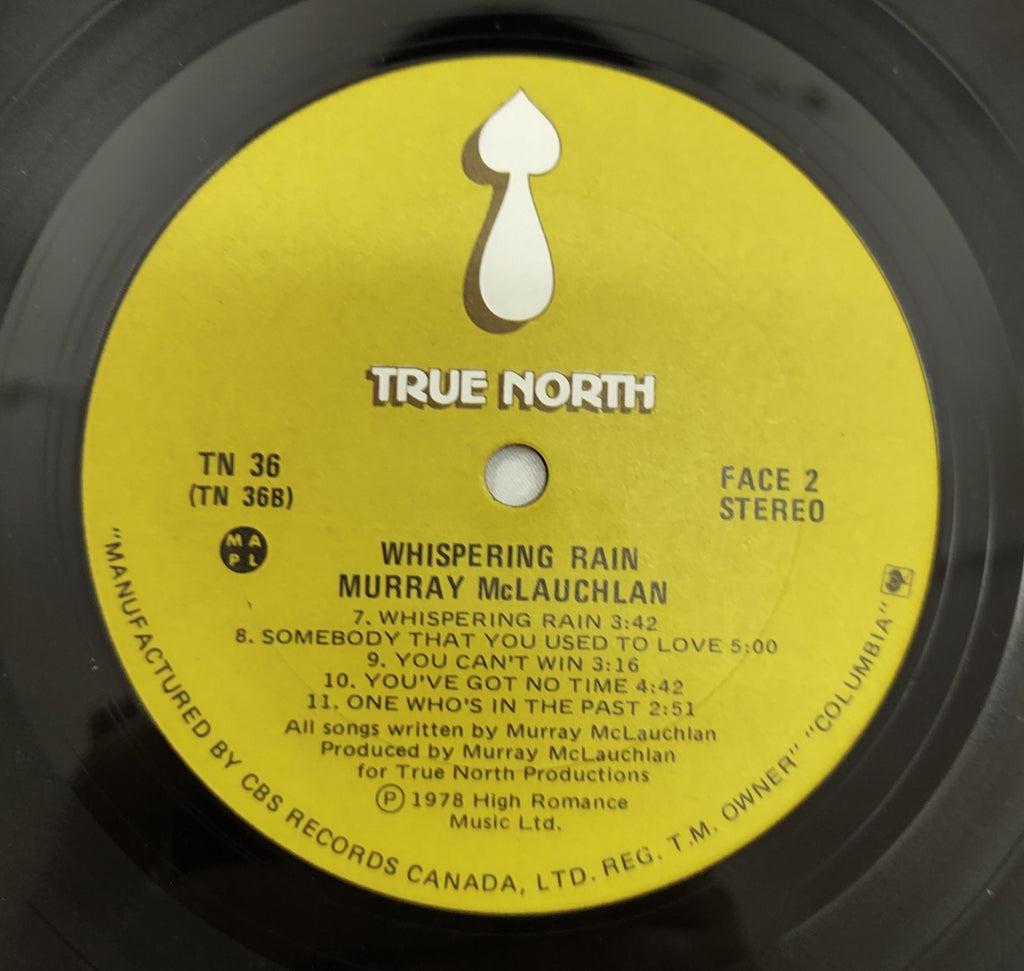 TRUE NORTH
TN 36
(TN 36B)
FACE 2
STEREO
MA
PL
WHISPERING RAIN
MURRAY McLAUCHLAN
7. WHISPERING RAIN 3:42
8. SOMEBODY THAT YOU USED TO LOVE 5:00
9. YOU CAN'T WIN 3:16
10. YOU'VE GOT NO TIME 4:42
11. ONE WHO'S IN THE PAST 2:51
All songs written by Murray McLauchlan
Produced by Murray McLauchlan
for True North Productions
Ⓟ 1978 High Romance
Music Ltd.
"MANUFACTURED BY CBS RECORDS CANADA, LTD. REG. T.M. OWNER" "COLUMBIA"